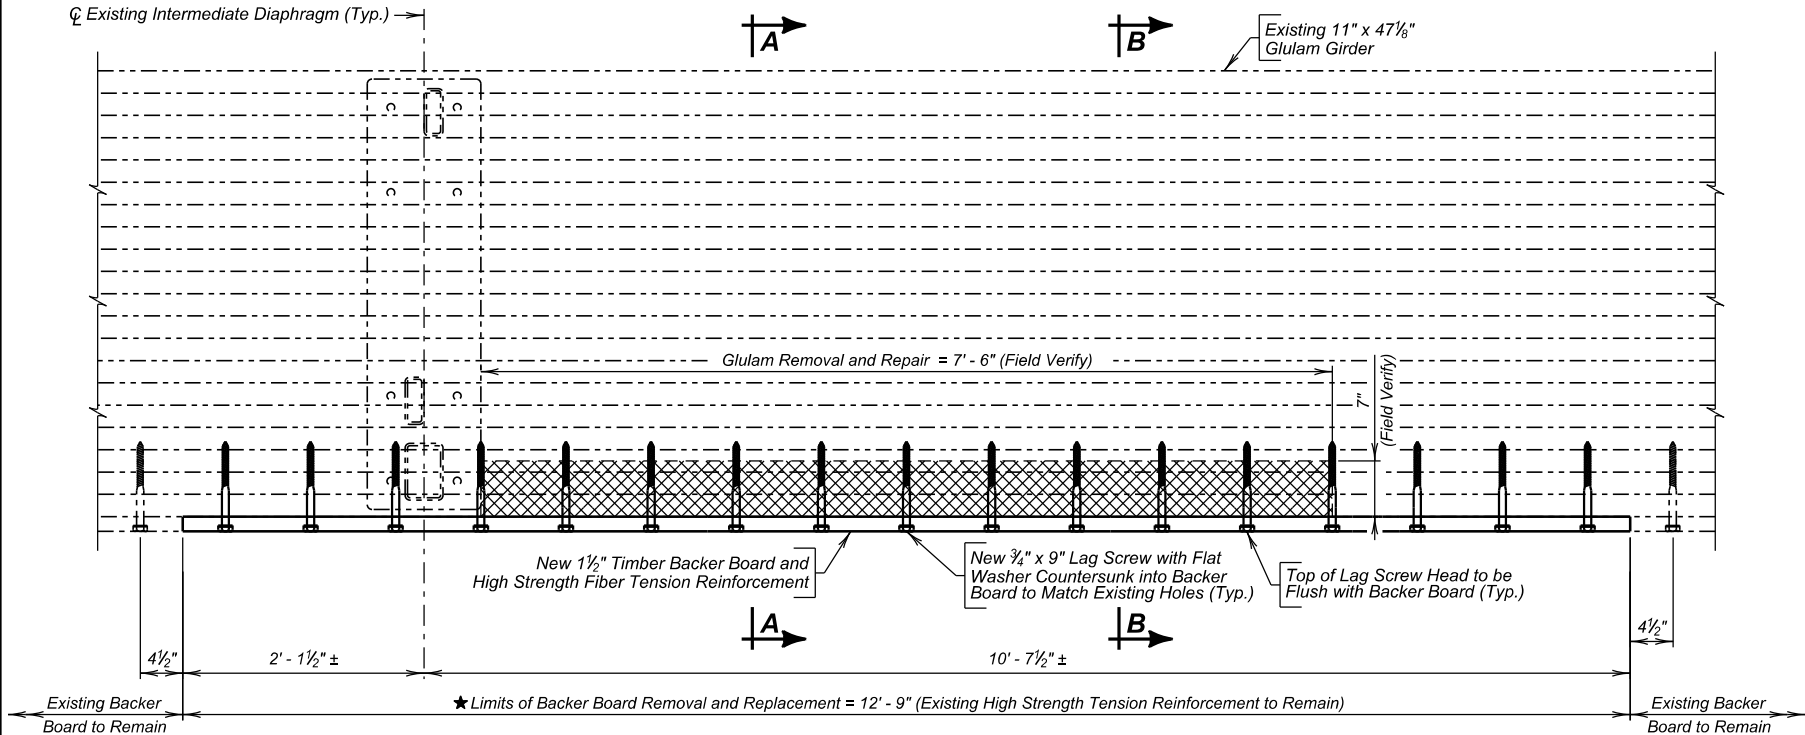 ℄ Existing Intermediate Diaphragm (Typ.)
A
B
Existing 11" x 47⅛"
Glulam Girder
Glulam Removal and Repair = 7' - 6" (Field Verify)
7"
(Field Verify)
New 1½" Timber Backer Board and
High Strength Fiber Tension Reinforcement
New ¾" x 9" Lag Screw with Flat
Washer Countersunk into Backer
Board to Match Existing Holes (Typ.)
Top of Lag Screw Head to be
Flush with Backer Board (Typ.)
A
B
4½"
2' - 1½" ±
10' - 7½" ±
4½"
Existing Backer
Board to Remain
★ Limits of Backer Board Removal and Replacement = 12' - 9" (Existing High Strength Tension Reinforcement to Remain)
Existing Backer
Board to Remain